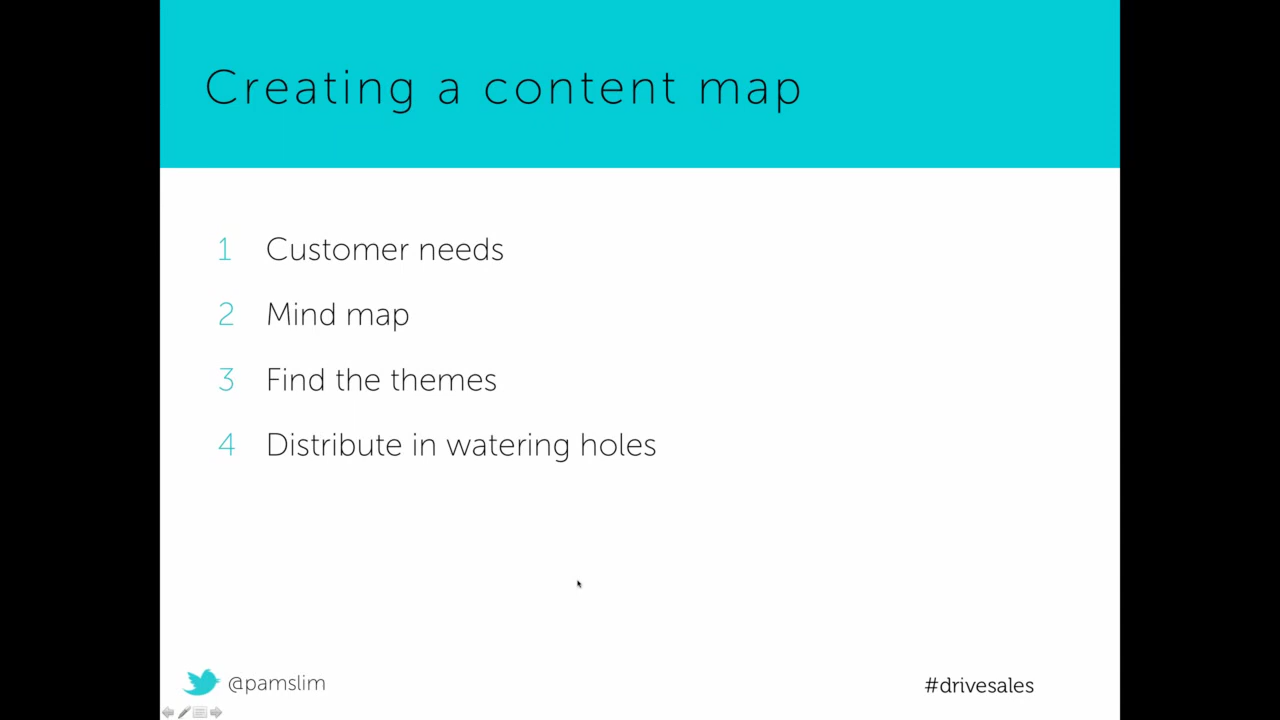 Creating a content map
1 Customer needs
2 Mind map
3 Find the themes
4 Distribute in watering holes
@pamslim
#drivesales